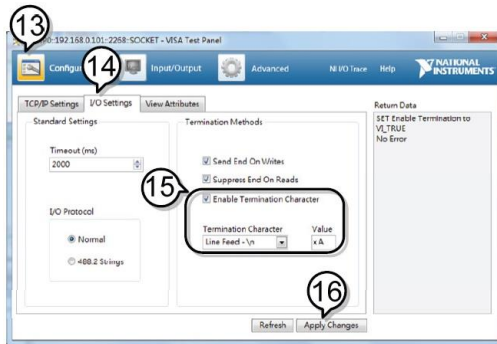 13
192.168.0.101::2268::SOCKET - VISA Test Panel
14
Input/Output
Advanced
NI I/O Trace
Help
NATIONAL INSTRUMENTS
TCP/IP Settings
I/O Settings
View Attributes
Return Data
Standard Settings
Termination Methods
SET Enable Termination to
VI_TRUE
No Error
Timeout (ms)
2000
Send End On Writes
Suppress End On Reads
15
Enable Termination Character
I/O Protocol
Termination Character
Value
Line Feed - \n
xA
Normal
488.2 Strings
16
Refresh
Apply Changes